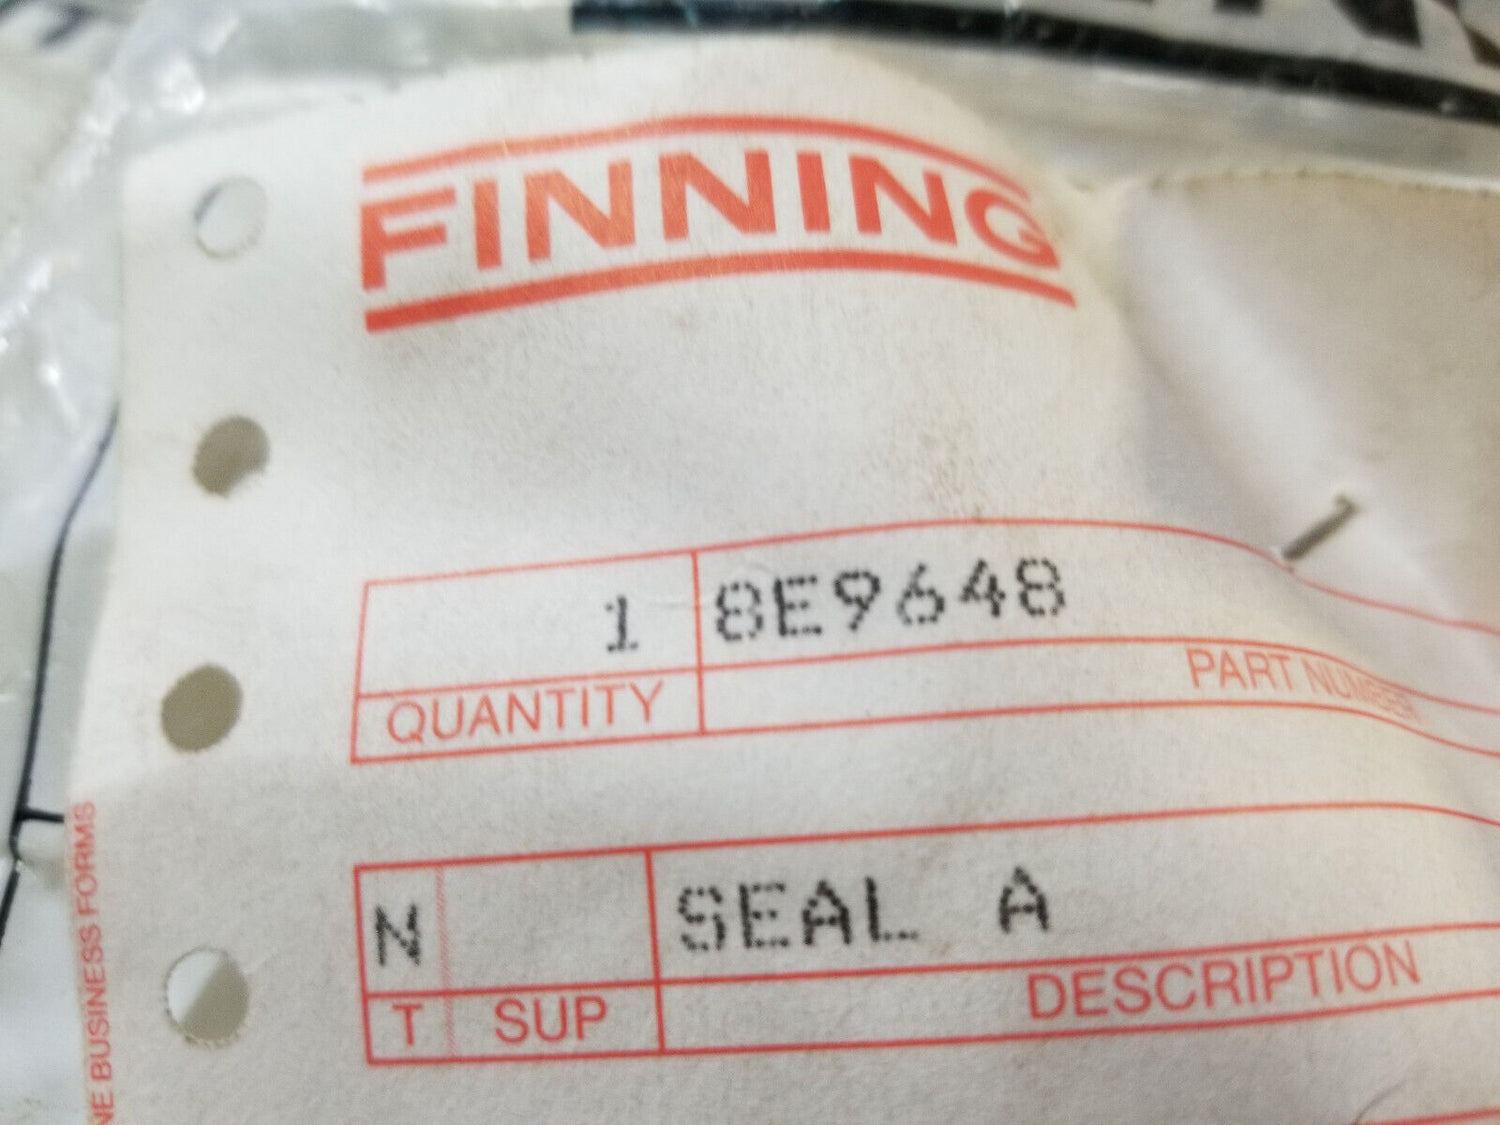 FINNING
1 8E9648
QUANTITY PART NUMBER
N SEAL A
T SUP DESCRIPTION
BUSINESS FORMS